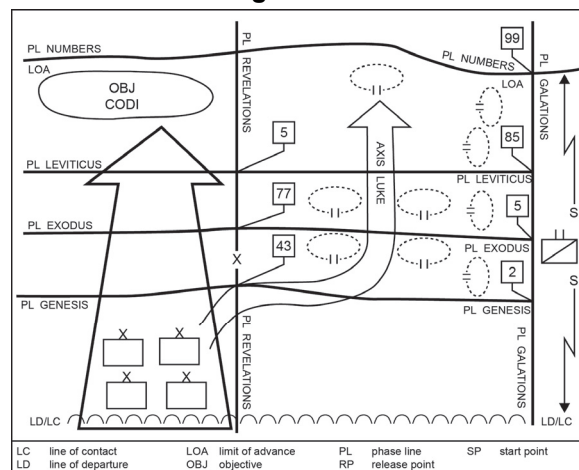 99
PL NUMBERS
PL NUMBERS
LOA
LOA
PL REVELATIONS
PL GALATIONS
OBJ
CODI
5
85
AXIS LUKE
PL LEVITICUS
PL LEVITICUS
77
5
S
PL EXODUS
PL EXODUS
43
X
2
S
PL GENESIS
PL GENESIS
X
X
X
X
PL REVELATIONS
PL GALATIONS
LD/LC
LD/LC
LC line of contact LOA limit of advance PL phase line SP start point
LD line of departure OBJ objective RP release point